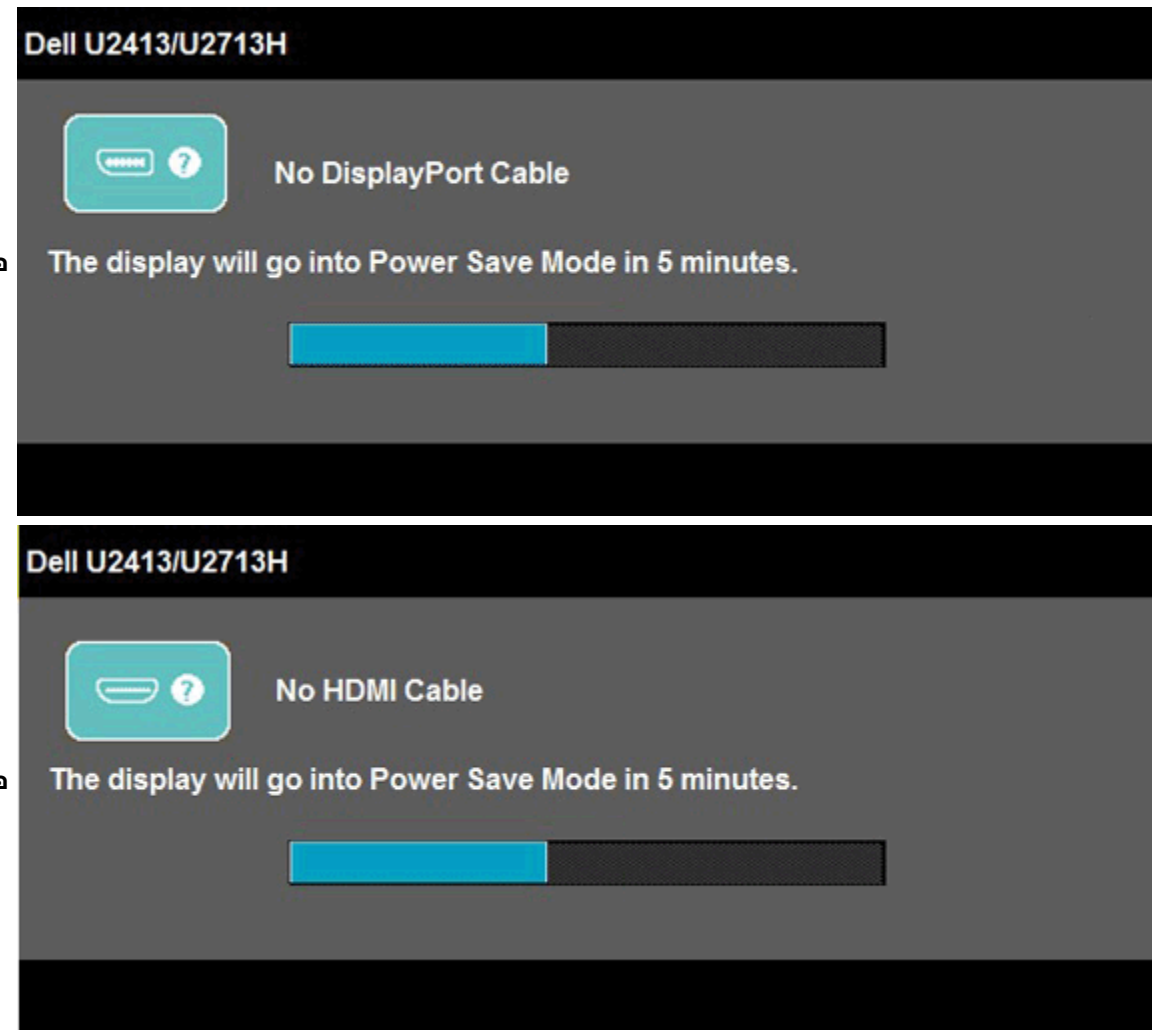 Dell U2413/U2713H
No DisplayPort Cable
The display will go into Power Save Mode in 5 minutes.
Dell U2413/U2713H
No HDMI Cable
The display will go into Power Save Mode in 5 minutes.